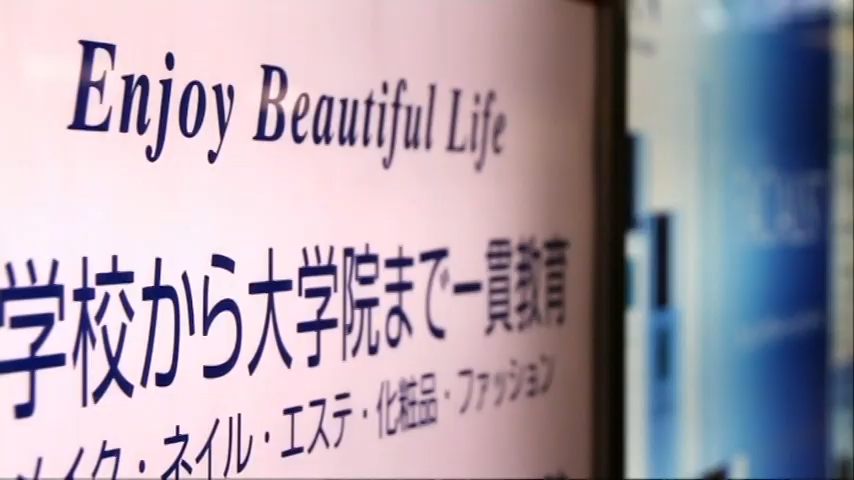 Enjoy Beautiful Life
学校から大学院まで一貫教育
メイク・ネイル・エステ・化粧品・ファッション